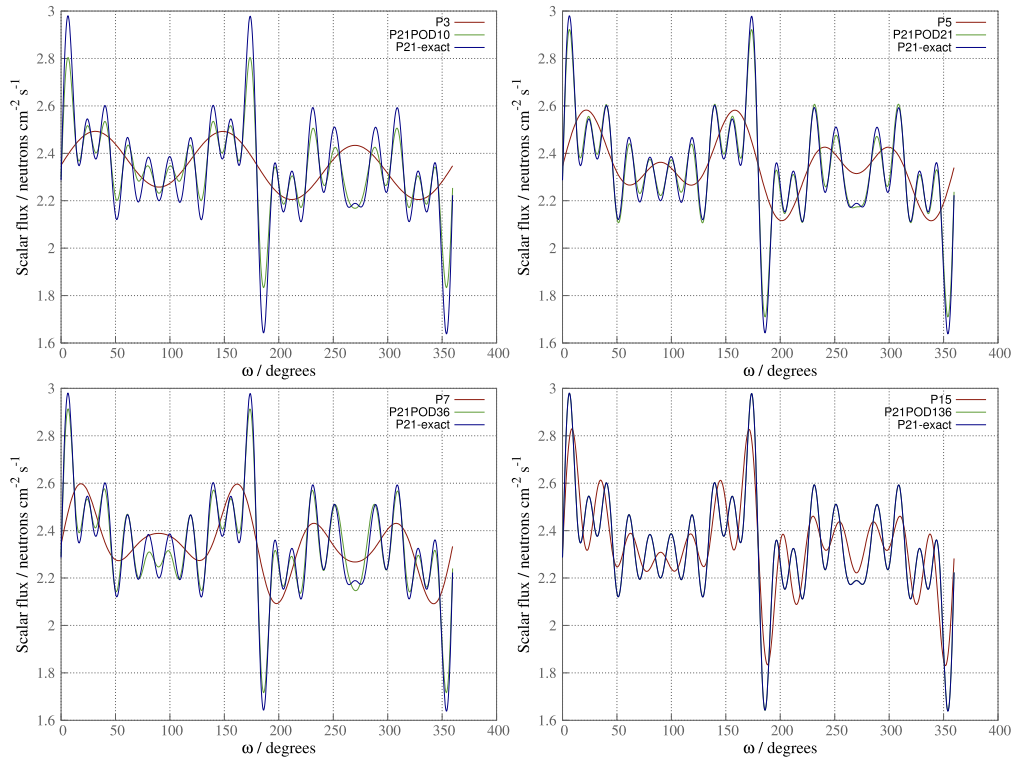 Scalar flux / neutrons cm-2 s-1
3
2.8
2.6
2.4
2.2
2
1.8
1.6
P3
P21POD10
P21-exact
0 50 100 150 200 250 300 350 400
ω / degrees
Scalar flux / neutrons cm-2 s-1
3
2.8
2.6
2.4
2.2
2
1.8
1.6
P5
P21POD21
P21-exact
0 50 100 150 200 250 300 350 400
ω / degrees
Scalar flux / neutrons cm-2 s-1
3
2.8
2.6
2.4
2.2
2
1.8
1.6
P7
P21POD36
P21-exact
0 50 100 150 200 250 300 350 400
ω / degrees
Scalar flux / neutrons cm-2 s-1
3
2.8
2.6
2.4
2.2
2
1.8
1.6
P15
P21POD136
P21-exact
0 50 100 150 200 250 300 350 400
ω / degrees